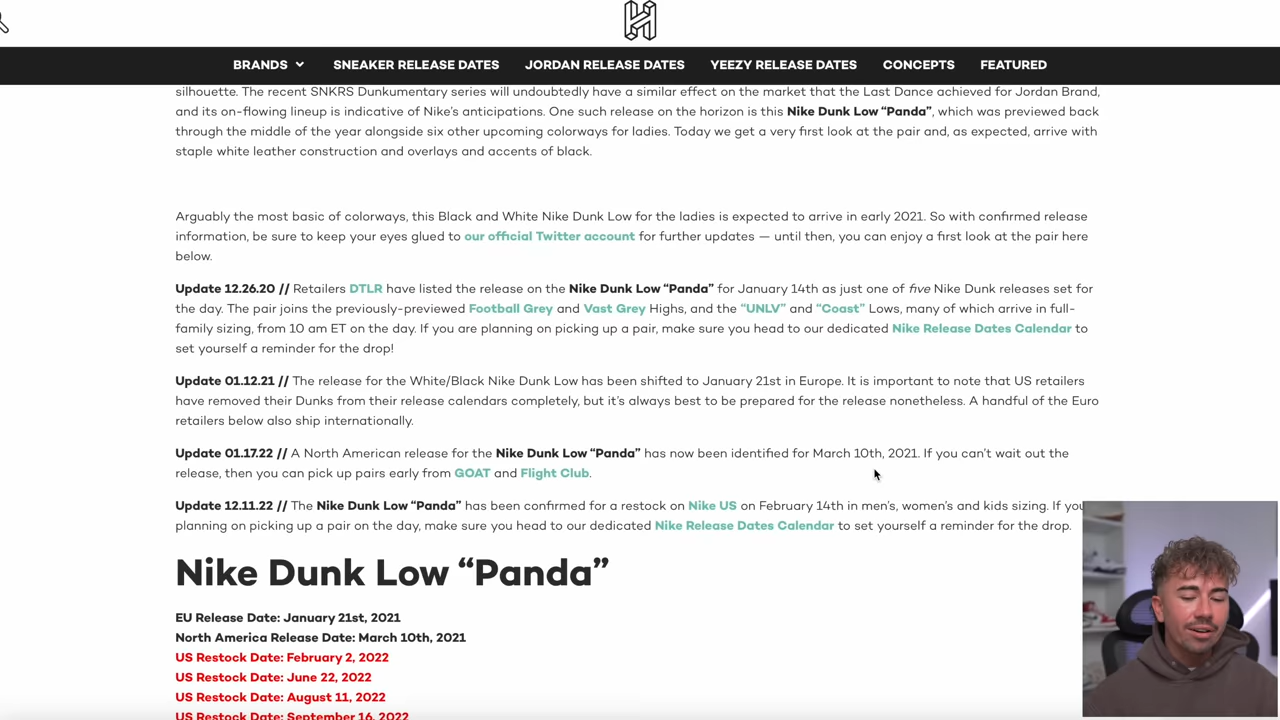 BRANDS SNEAKER RELEASE DATES JORDAN RELEASE DATES YEEZY RELEASE DATES CONCEPTS FEATURED
silhouette. The recent SNKRS Dunkumentary series will undoubtedly have a similar effect on the market that the Last Dance achieved for Jordan Brand,
and its on-flowing lineup is indicative of Nike's anticipations. One such release on the horizon is this Nike Dunk Low “Panda”, which was previewed back
through the middle of the year alongside six other upcoming colorways for ladies. Today we get a very first look at the pair and, as expected, arrive with
staple white leather construction and overlays and accents of black.
Arguably the most basic of colorways, this Black and White Nike Dunk Low for the ladies is expected to arrive in early 2021. So with confirmed release
information, be sure to keep your eyes glued to our official Twitter account for further updates — until then, you can enjoy a first look at the pair here
below.
Update 12.26.20 // Retailers DTLR have listed the release on the Nike Dunk Low “Panda” for January 14th as just one of five Nike Dunk releases set for
the day. The pair joins the previously-previewed Football Grey and Vast Grey Highs, and the “UNLV” and “Coast” Lows, many of which arrive in full-
family sizing, from 10 am ET on the day. If you are planning on picking up a pair, make sure you head to our dedicated Nike Release Dates Calendar to
set yourself a reminder for the drop!
Update 01.12.21 // The release for the White/Black Nike Dunk Low has been shifted to January 21st in Europe. It is important to note that US retailers
have removed their Dunks from their release calendars completely, but it's always best to be prepared for the release nonetheless. A handful of the Euro
retailers below also ship internationally.
Update 01.17.22 // A North American release for the Nike Dunk Low “Panda” has now been identified for March 10th, 2021. If you can't wait out the
release, then you can pick up pairs early from GOAT and Flight Club.
Update 12.11.22 // The Nike Dunk Low “Panda” has been confirmed for a restock on Nike US on February 14th in men's, women's and kids sizing. If you
planning on picking up a pair on the day, make sure you head to our dedicated Nike Release Dates Calendar to set yourself a reminder for the drop.
Nike Dunk Low “Panda”
EU Release Date: January 21st, 2021
North America Release Date: March 10th, 2021
US Restock Date: February 2, 2022
US Restock Date: June 22, 2022
US Restock Date: August 11, 2022
US Restock Date: September 16, 2022